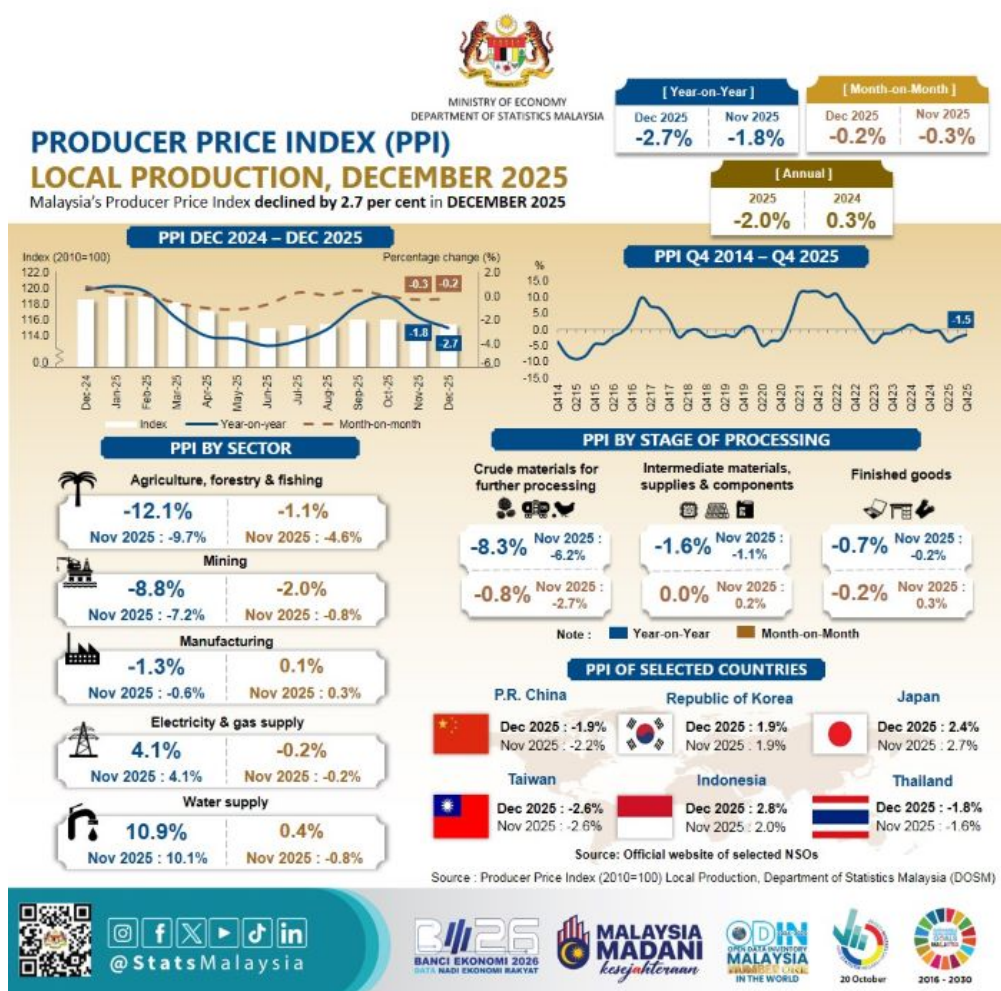 MINISTRY OF ECONOMY
DEPARTMENT OF STATISTICS MALAYSIA
[ Year-on-Year ]
Dec 2025
Nov 2025
-2.7%
-1.8%
[ Month-on-Month ]
Dec 2025
Nov 2025
-0.2%
-0.3%
[ Annual ]
2025
2024
-2.0%
0.3%
PRODUCER PRICE INDEX (PPI)
LOCAL PRODUCTION, DECEMBER 2025
Malaysia's Producer Price Index declined by 2.7 per cent in DECEMBER 2025
PPI DEC 2024 – DEC 2025
Index (2010=100)
Percentage change (%)
122.0
120.0
118.0
116.0
114.0
0.0
2.0
0.0
-2.0
-4.0
-6.0
-0.3
-0.2
-1.8
-2.7
Dec-24
Jan-25
Feb-25
Mar-25
Apr-25
May-25
Jun-25
Jul-25
Aug-25
Sep-25
Oct-25
Nov-25
Dec-25
Index
Year-on-year
Month-on-month
PPI Q4 2014 – Q4 2025
%
15.0
10.0
5.0
0.0
-5.0
-10.0
-15.0
-1.5
Q414
Q215
Q415
Q216
Q416
Q217
Q417
Q218
Q418
Q219
Q419
Q220
Q420
Q221
Q421
Q222
Q422
Q223
Q423
Q224
Q424
Q225
Q425
PPI BY SECTOR
Agriculture, forestry & fishing
-12.1%
-1.1%
Nov 2025 : -9.7%
Nov 2025 : -4.6%
Mining
-8.8%
-2.0%
Nov 2025 : -7.2%
Nov 2025 : -0.8%
Manufacturing
-1.3%
0.1%
Nov 2025 : -0.6%
Nov 2025 : 0.3%
Electricity & gas supply
4.1%
-0.2%
Nov 2025 : 4.1%
Nov 2025 : -0.2%
Water supply
10.9%
0.4%
Nov 2025 : 10.1%
Nov 2025 : -0.8%
PPI BY STAGE OF PROCESSING
Crude materials for
further processing
-8.3%
Nov 2025 :
-6.2%
-0.8%
Nov 2025 :
-2.7%
Intermediate materials,
supplies & components
-1.6%
Nov 2025 :
-1.1%
0.0%
Nov 2025 :
0.2%
Finished goods
-0.7%
Nov 2025 :
-0.2%
-0.2%
Nov 2025 :
0.3%
Note :
Year-on-Year
Month-on-Month
PPI OF SELECTED COUNTRIES
P.R. China
Dec 2025 : -1.9%
Nov 2025 : -2.2%
Republic of Korea
Dec 2025 : 1.9%
Nov 2025 : 1.9%
Japan
Dec 2025 : 2.4%
Nov 2025 : 2.7%
Taiwan
Dec 2025 : -2.6%
Nov 2025 : -2.6%
Indonesia
Dec 2025 : 2.8%
Nov 2025 : 2.0%
Thailand
Dec 2025 : -1.8%
Nov 2025 : -1.6%
Source: Official website of selected NSOs
Source : Producer Price Index (2010=100) Local Production, Department of Statistics Malaysia (DOSM)
@StatsMalaysia
BANCI EKONOMI 2026
DATA NADI EKONOMI RAKYAT
MALAYSIA
MADANI
kesejahteraan
ODIN
OPEN DATA INVENTORY
MALAYSIA
NUMBER ONE
IN THE WORLD
20 October
2016 - 2030